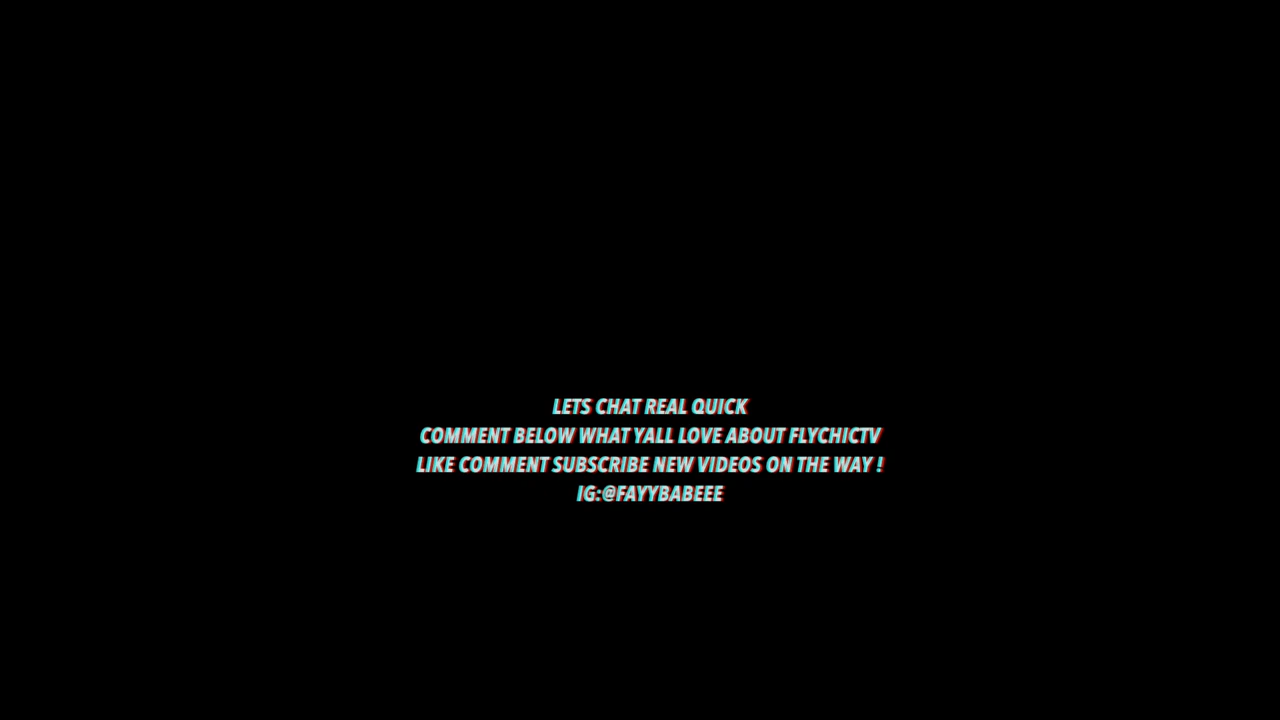 LETS CHAT REAL QUICK
COMMENT BELOW WHAT YALL LOVE ABOUT FLYCHICTV
LIKE COMMENT SUBSCRIBE NEW VIDEOS ON THE WAY !
IG:@FAYYBABEEE